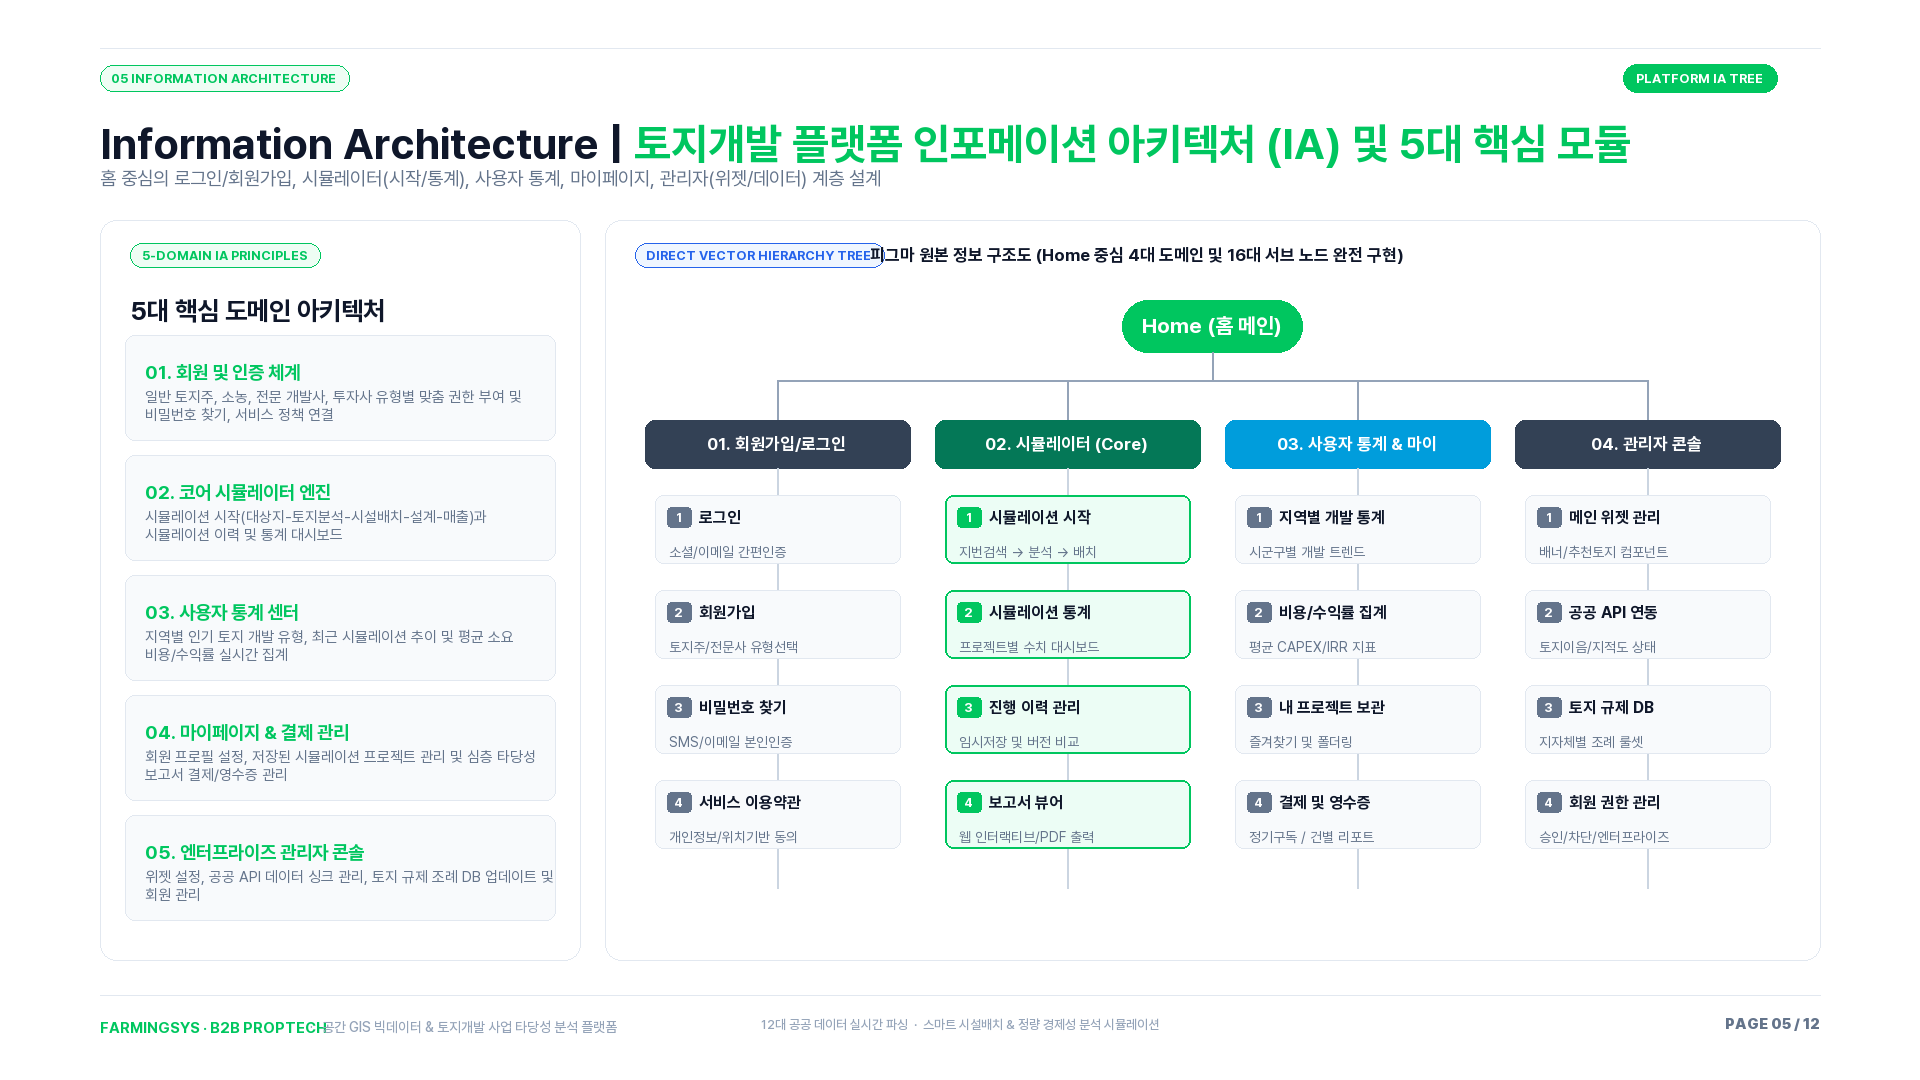 05 INFORMATION ARCHITECTURE
PLATFORM IA TREE
Information Architecture | 토지개발 플랫폼 인포메이션 아키텍처 (IA) 및 5대 핵심 모듈
홈 중심의 로그인/회원가입, 시뮬레이터(시작/통계), 사용자 통계, 마이페이지, 관리자(위젯/데이터) 계층 설계
5-DOMAIN IA PRINCIPLES
5대 핵심 도메인 아키텍처
01. 회원 및 인증 체계
일반 토지주, 소농, 전문 개발사, 투자사 유형별 맞춤 권한 부여 및
비밀번호 찾기, 서비스 정책 연결
02. 코어 시뮬레이터 엔진
시뮬레이션 시작(대상지-토지분석-시설배치-설계-매출)과
시뮬레이션 이력 및 통계 대시보드
03. 사용자 통계 센터
지역별 인기 토지 개발 유형, 최근 시뮬레이션 추이 및 평균 소요
비용/수익률 실시간 집계
04. 마이페이지 & 결제 관리
회원 프로필 설정, 저장된 시뮬레이션 프로젝트 관리 및 심층 타당성
보고서 결제/영수증 관리
05. 엔터프라이즈 관리자 콘솔
위젯 설정, 공공 API 데이터 싱크 관리, 토지 규제 조례 DB 업데이트 및
회원 관리
DIRECT VECTOR HIERARCHY TREE
피그마 원본 정보 구조도 (Home 중심 4대 도메인 및 16대 서브 노드 완전 구현)
Home (홈 메인)
01. 회원가입/로그인
1 로그인
소셜/이메일 간편인증
2 회원가입
토지주/전문사 유형선택
3 비밀번호 찾기
SMS/이메일 본인인증
4 서비스 이용약관
개인정보/위치기반 동의
02. 시뮬레이터 (Core)
1 시뮬레이션 시작
지번검색 → 분석 → 배치
2 시뮬레이션 통계
프로젝트별 수치 대시보드
3 진행 이력 관리
임시저장 및 버전 비교
4 보고서 뷰어
웹 인터랙티브/PDF 출력
03. 사용자 통계 & 마이
1 지역별 개발 통계
시군구별 개발 트렌드
2 비용/수익률 집계
평균 CAPEX/IRR 지표
3 내 프로젝트 보관
즐겨찾기 및 폴더링
4 결제 및 영수증
정기구독 / 건별 리포트
04. 관리자 콘솔
1 메인 위젯 관리
배너/추천토지 컴포넌트
2 공공 API 연동
토지이음/지적도 상태
3 토지 규제 DB
지자체별 조례 룰셋
4 회원 권한 관리
승인/차단/엔터프라이즈
FARMINGSYS · B2B PROPTECH
공간 GIS 빅데이터 & 토지개발 사업 타당성 분석 플랫폼
12대 공공 데이터 실시간 파싱 · 스마트 시설배치 & 정량 경제성 분석 시뮬레이션
PAGE 05 / 12